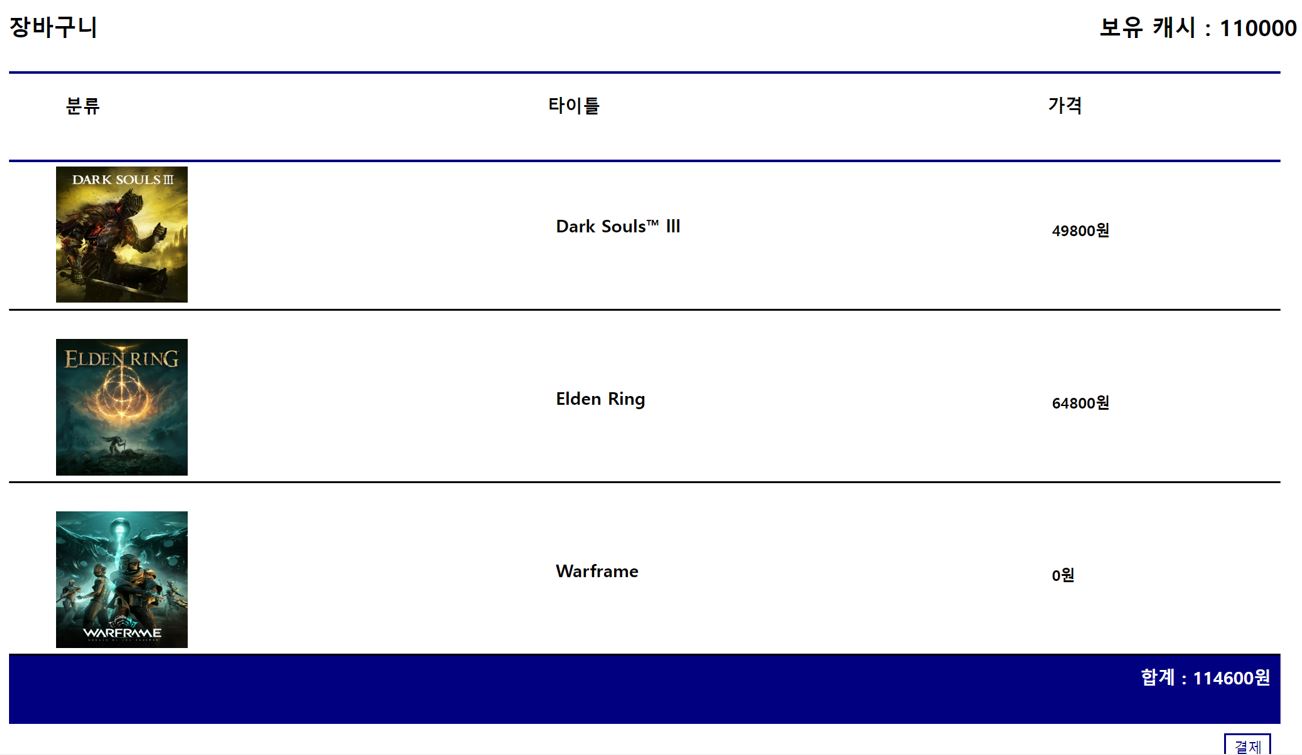 장바구니
보유 캐시 : 110000
분류 타이틀 가격
DARK SOULS III
Dark Souls™ III
49800원
ELDEN RING
Elden Ring
64800원
WARFRAME
Warframe
0원
합계 : 114600원
결제